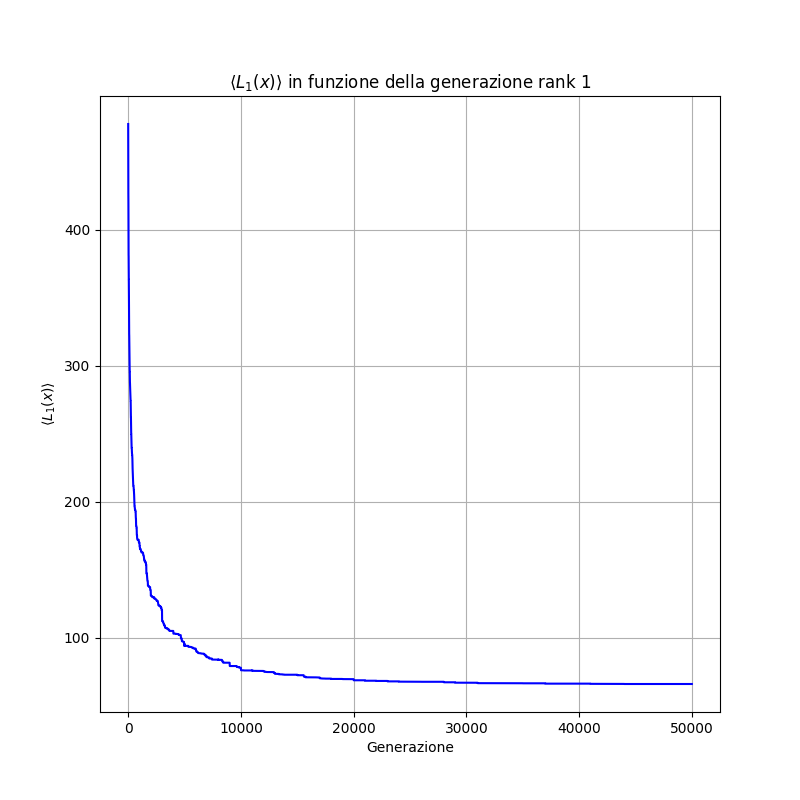 ⟨L₁(x)⟩ in funzione della generazione rank 1
⟨L₁(x)⟩
400
300
200
100
0 10000 20000 30000 40000 50000
Generazione